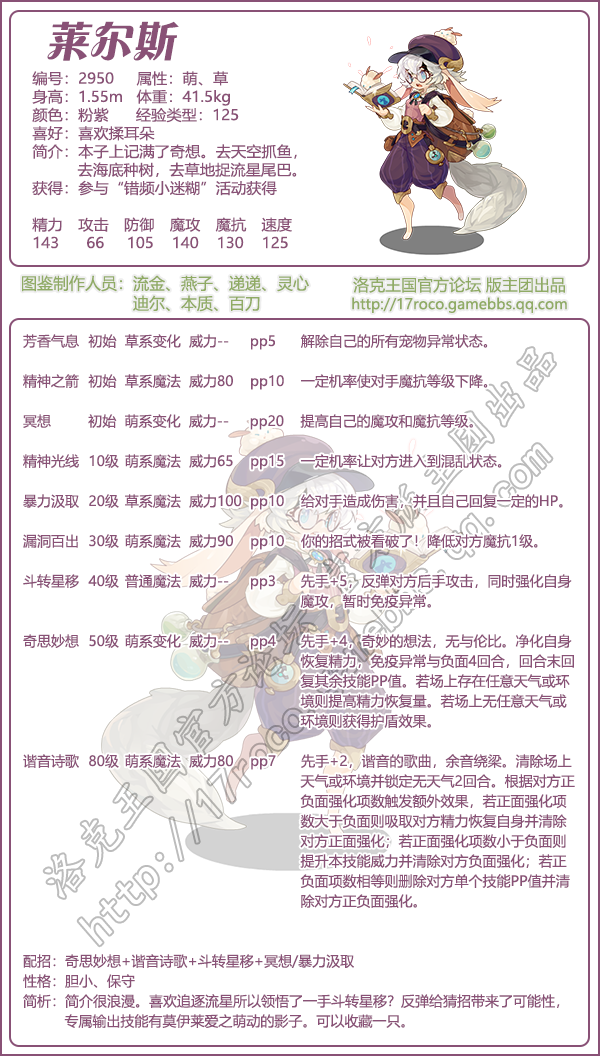 莱尔斯
编号：2950 属性：萌、草
身高：1.55m 体重：41.5kg
颜色：粉紫 经验类型：125
喜好：喜欢揉耳朵
简介：本子上记满了奇想。去天空抓鱼，
去海底种树，去草地捉流星尾巴。
获得：参与“错频小迷糊”活动获得
精力 攻击 防御 魔攻 魔抗 速度
143 66 105 140 130 125
图鉴制作人员：流金、燕子、递递、灵心
迪尔、本质、百刀
洛克王国官方论坛 版主团出品
http://17roco.gamebbs.qq.com
芳香气息 初始 草系变化 威力-- pp5 解除自己的所有宠物异常状态。
精神之箭 初始 草系魔法 威力80 pp10 一定机率使对手魔抗等级下降。
冥想 初始 萌系变化 威力-- pp20 提高自己的魔攻和魔抗等级。
精神光线 10级 萌系魔法 威力65 pp15 一定机率让对方进入到混乱状态。
暴力汲取 20级 草系魔法 威力100 pp10 给对手造成伤害，并且自己回复一定的HP。
漏洞百出 30级 萌系魔法 威力90 pp10 你的招式被看破了！降低对方魔抗1级。
斗转星移 40级 普通魔法 威力-- pp3 先手+5，反弹对方后手攻击，同时强化自身
魔攻，暂时免疫异常。
奇思妙想 50级 萌系变化 威力-- pp4 先手+4，奇妙的想法，无与伦比。净化自身
恢复精力，免疫异常与负面4回合，回合末回
复其余技能PP值。若场上存在任意天气或环
境则提高精力恢复量。若场上无任意天气或
环境则获得护盾效果。
谐音诗歌 80级 萌系魔法 威力80 pp7 先手+2，谐音的歌曲，余音绕梁。清除场上
天气或环境并锁定无天气2回合。根据对方正
负面强化项数触发额外效果，若正面强化项
数大于负面则吸取对方精力恢复自身并清除
对方正面强化；若正面强化项数小于负面则
提升本技能威力并清除对方负面强化；若正
负面项数相等则删除对方单个技能PP值并清
除对方正负面强化。
洛克王国官方论坛 版主团出品
http://17roco.gamebbs.qq.com
配招：奇思妙想+谐音诗歌+斗转星移+冥想/暴力汲取
性格：胆小、保守
简析：简介很浪漫。喜欢追逐流星所以领悟了一手斗转星移？反弹给猜招带来了可能性，
专属输出技能有莫伊莱爱之萌动的影子。可以收藏一只。